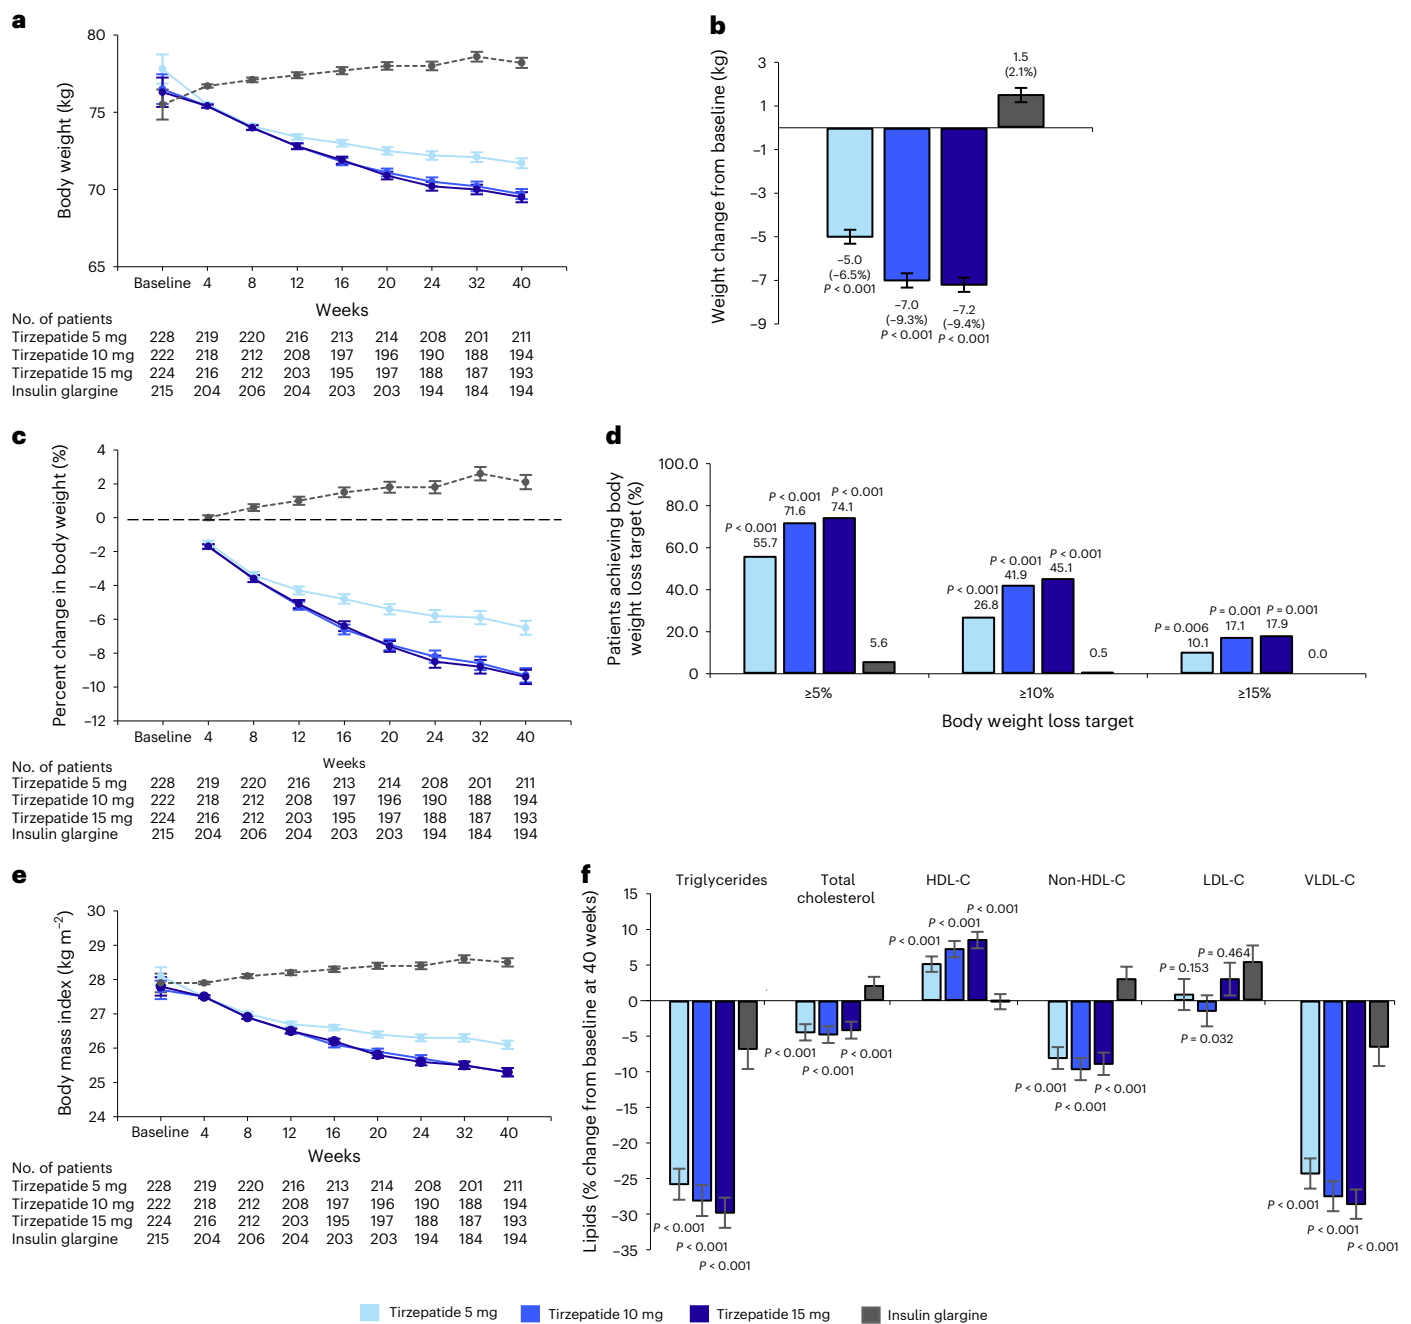 a
80
75
70
65
Body weight (kg)
Baseline 4 8 12 16 20 24 32 40
Weeks
No. of patients
Tirzepatide 5 mg 228 219 220 216 213 214 208 201 211
Tirzepatide 10 mg 222 218 212 208 197 196 190 188 194
Tirzepatide 15 mg 224 216 212 203 195 197 188 187 193
Insulin glargine 215 204 206 204 203 203 194 184 194
b
Weight change from baseline (kg)
3
1
−1
−3
−5
−7
−9
1.5
(2.1%)
−5.0
(−6.5%)
P < 0.001
−7.0
(−9.3%)
P < 0.001
−7.2
(−9.4%)
P < 0.001
c
Percent change in body weight (%)
4
2
0
−2
−4
−6
−8
−10
−12
Baseline 4 8 12 16 20 24 32 40
Weeks
No. of patients
Tirzepatide 5 mg 228 219 220 216 213 214 208 201 211
Tirzepatide 10 mg 222 218 212 208 197 196 190 188 194
Tirzepatide 15 mg 224 216 212 203 195 197 188 187 193
Insulin glargine 215 204 206 204 203 203 194 184 194
d
Patients achieving body
weight loss target (%)
100.0
80.0
60.0
40.0
20.0
0
P < 0.001
55.7
P < 0.001
71.6
P < 0.001
74.1
5.6
P < 0.001
26.8
P < 0.001
41.9
P < 0.001
45.1
0.5
P = 0.006
10.1
P = 0.001
17.1
P = 0.001
17.9
0.0
≥5% ≥10% ≥15%
Body weight loss target
e
Body mass index (kg m−2)
30
29
28
27
26
25
24
Baseline 4 8 12 16 20 24 32 40
Weeks
No. of patients
Tirzepatide 5 mg 228 219 220 216 213 214 208 201 211
Tirzepatide 10 mg 222 218 212 208 197 196 190 188 194
Tirzepatide 15 mg 224 216 212 203 195 197 188 187 193
Insulin glargine 215 204 206 204 203 203 194 184 194
f
Lipids (% change from baseline at 40 weeks)
15
10
5
0
−5
−10
−15
−20
−25
−30
−35
Triglycerides
P < 0.001
P < 0.001
P < 0.001
Total
cholesterol
P < 0.001
P < 0.001
P < 0.001
HDL-C
P < 0.001
P < 0.001
P < 0.001
Non-HDL-C
P < 0.001
P < 0.001
P < 0.001
LDL-C
P = 0.153
P = 0.464
P = 0.032
VLDL-C
P < 0.001
P < 0.001
P < 0.001
Tirzepatide 5 mg Tirzepatide 10 mg Tirzepatide 15 mg Insulin glargine